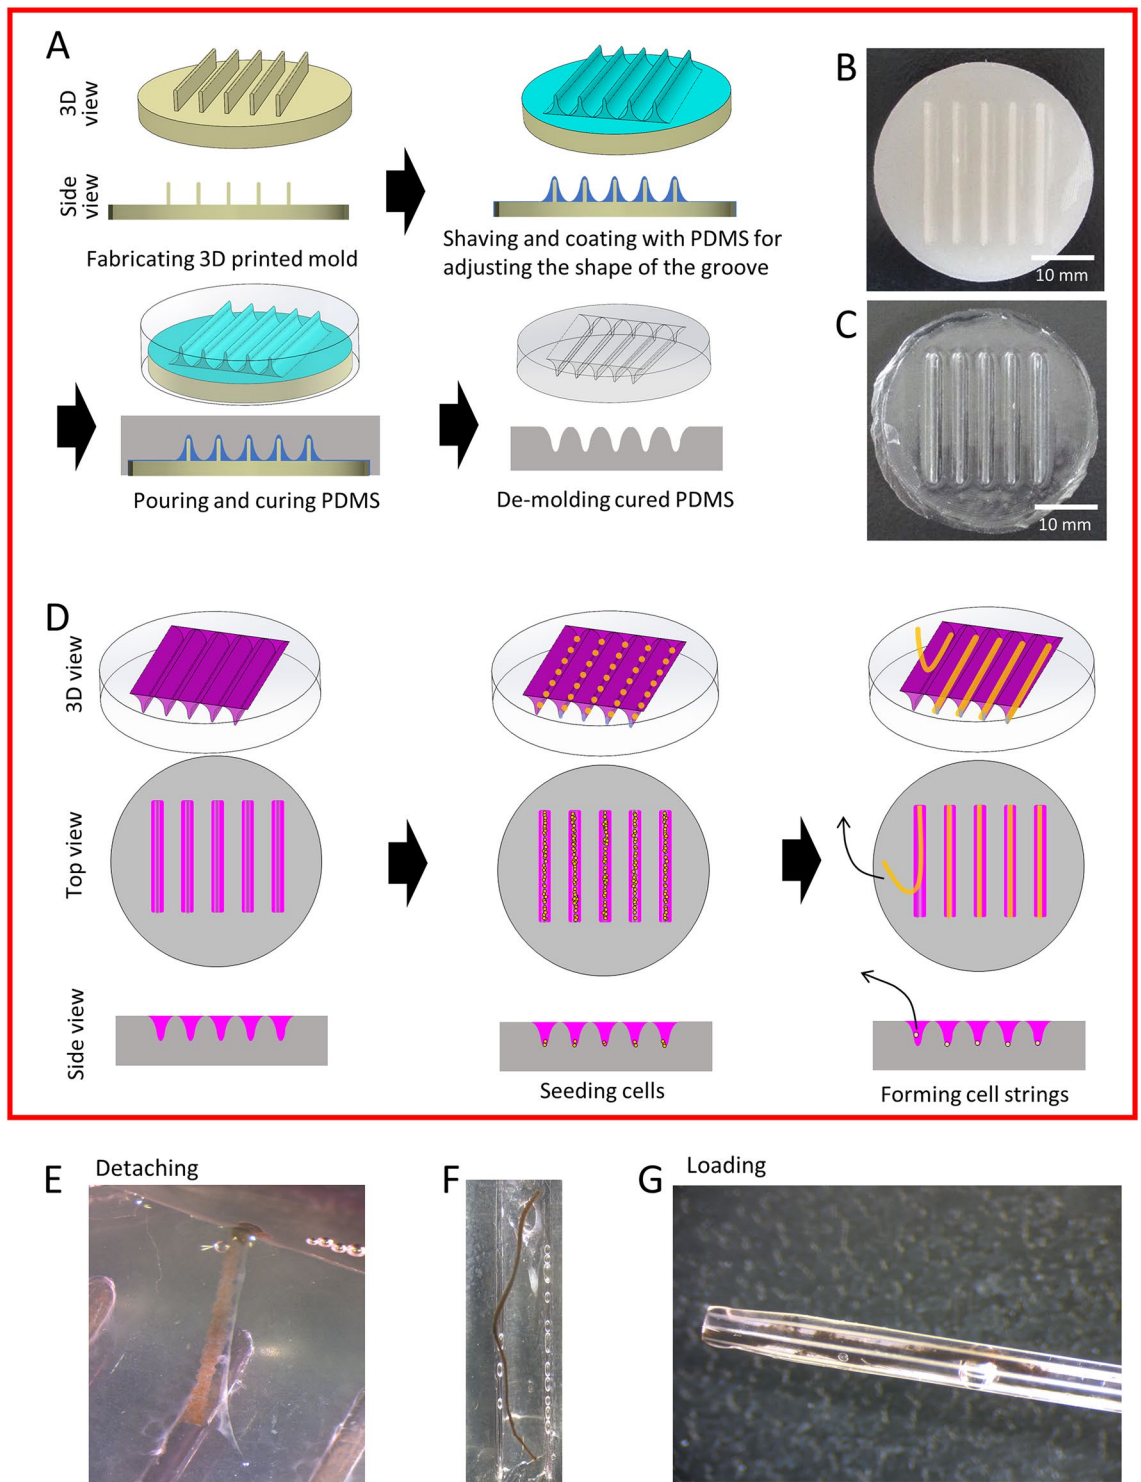 A
3D
view
Side
view
Fabricating 3D printed mold
Shaving and coating with PDMS for
adjusting the shape of the groove
Pouring and curing PDMS
De-molding cured PDMS
B
10 mm
C
10 mm
D
3D view
Top view
Side view
Seeding cells
Forming cell strings
E
Detaching
F
G
Loading